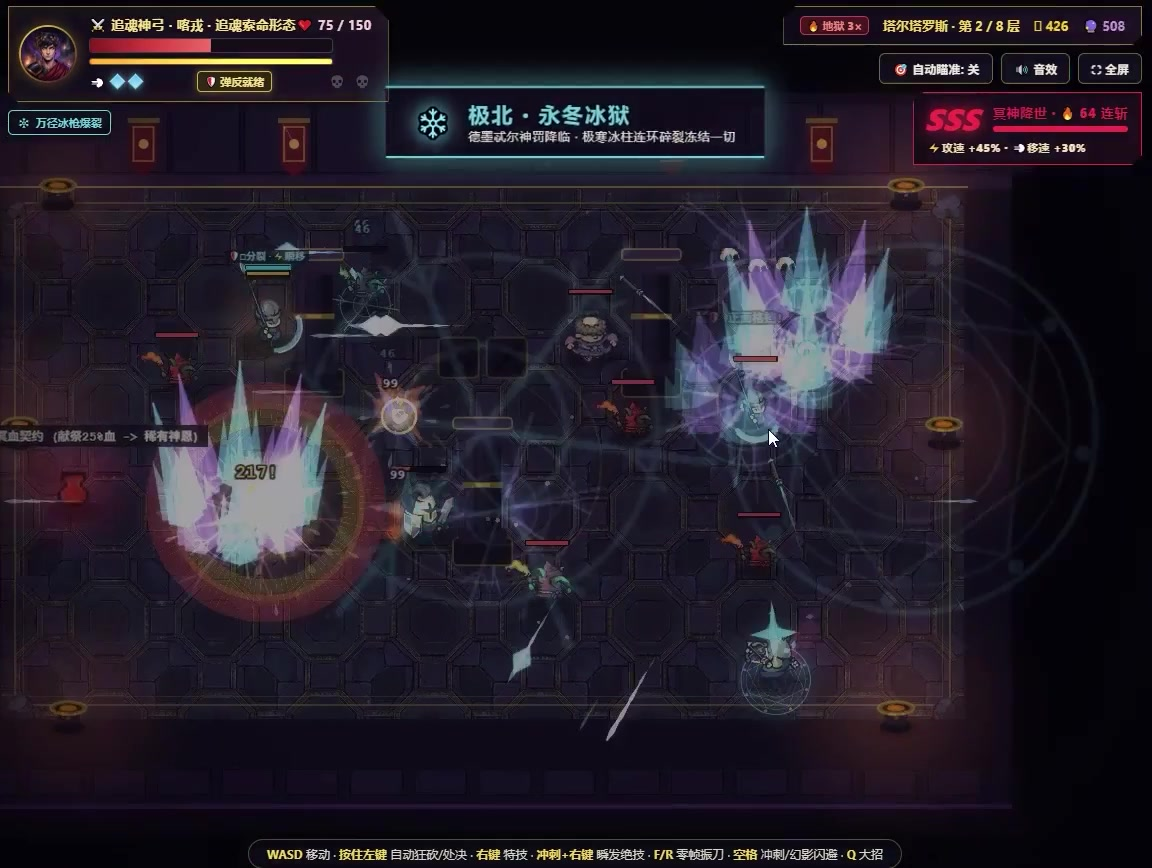 追魂神弓 · 喀戎 · 追魂索命形态 75 / 150
弹反就绪
万径冰枪爆裂
极北 · 永冬冰狱
德墨忒尔神罚降临 · 极寒冰柱连环碎裂冻结一切
地狱 3× 塔尔塔罗斯 · 第 2 / 8 层 426 508
自动瞄准: 关 音效 全屏
SSS 冥神降世 · 64 连斩
攻速 +45% · 移速 +30%
46
分裂 · 瞬移
46
99
血契约 (献祭25%血 -> 稀有神恩)
217!
99
WASD 移动 · 按住左键 自动狂砍/处决 · 右键 特技 · 冲刺+右键 瞬发绝技 · F/R 零帧振刀 · 空格 冲刺/幻影闪避 · Q 大招